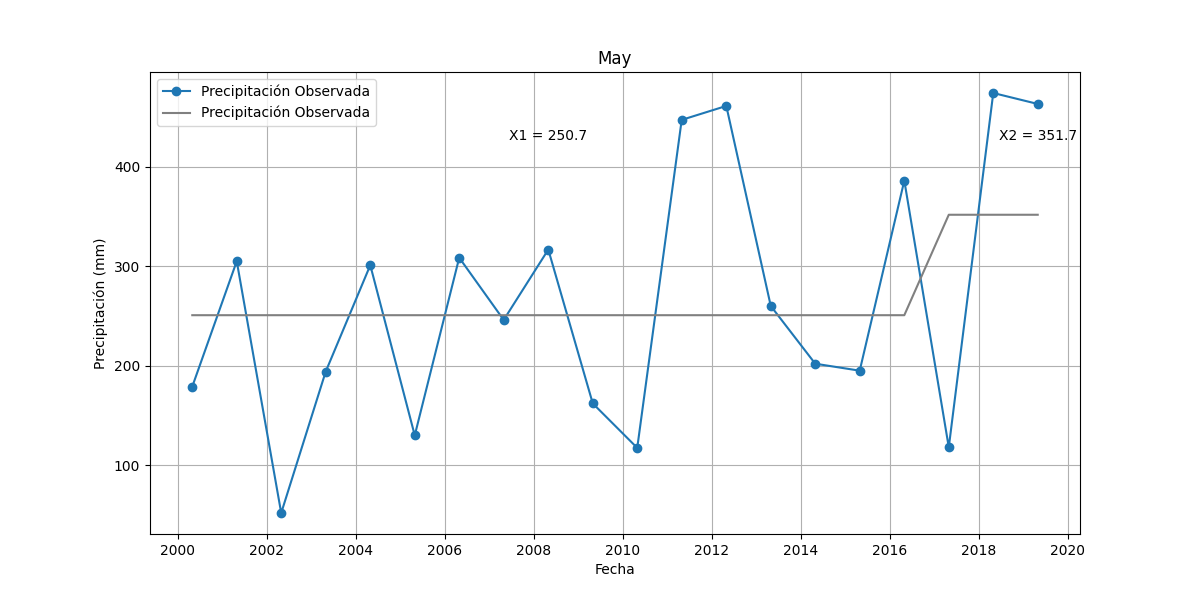 May
Precipitación Observada
Precipitación Observada
X1 = 250.7
X2 = 351.7
Precipitación (mm)
400
300
200
100
2000 2002 2004 2006 2008 2010 2012 2014 2016 2018 2020
Fecha